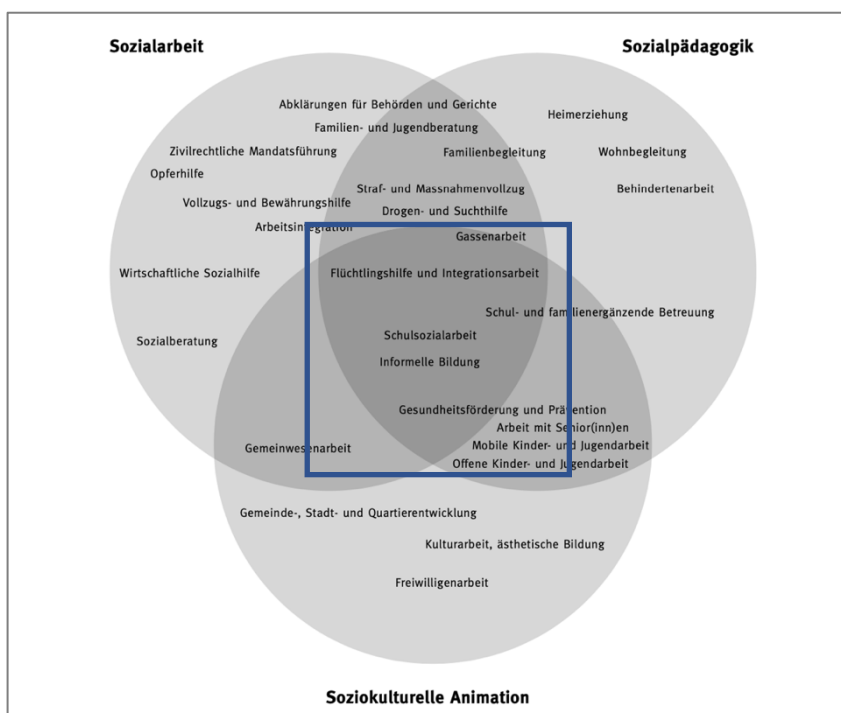 Sozialarbeit
Sozialpädagogik
Abklärungen für Behörden und Gerichte
Heimerziehung
Familien- und Jugendberatung
Zivilrechtliche Mandatsführung
Familienbegleitung
Wohnbegleitung
Opferhilfe
Straf- und Massnahmenvollzug
Behindertenarbeit
Vollzugs- und Bewährungshilfe
Drogen- und Suchthilfe
Arbeitsintegration
Gassenarbeit
Wirtschaftliche Sozialhilfe
Flüchtlingshilfe und Integrationsarbeit
Schul- und familienergänzende Betreuung
Schulsozialarbeit
Sozialberatung
Informelle Bildung
Gesundheitsförderung und Prävention
Arbeit mit Senior(inn)en
Mobile Kinder- und Jugendarbeit
Gemeinwesenarbeit
Offene Kinder- und Jugendarbeit
Gemeinde-, Stadt- und Quartierentwicklung
Kulturarbeit, ästhetische Bildung
Freiwilligenarbeit
Soziokulturelle Animation